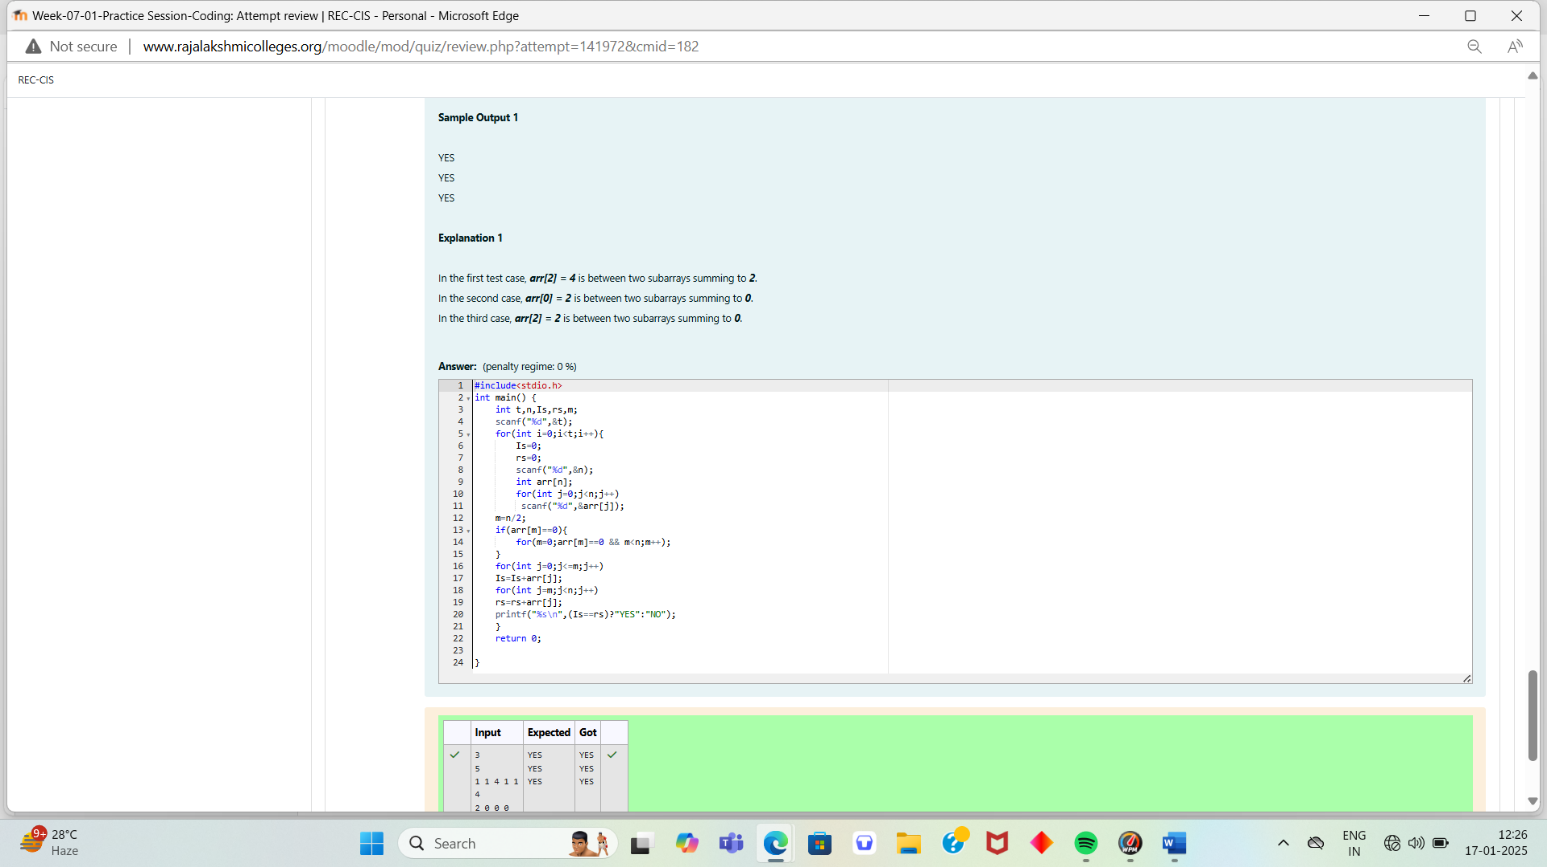 Week-07-01-Practice Session-Coding: Attempt review | REC-CIS - Personal - Microsoft Edge
Not secure | www.rajalakshmicolleges.org/moodle/mod/quiz/review.php?attempt=141972&cmid=182
REC-CIS
Sample Output 1
YES
YES
YES
Explanation 1
In the first test case, arr[2] = 4 is between two subarrays summing to 2.
In the second case, arr[0] = 2 is between two subarrays summing to 0.
In the third case, arr[2] = 2 is between two subarrays summing to 0.
Answer: (penalty regime: 0 %)
1 #include<stdio.h>
2 int main() {
3 int t,n,Is,rs,m;
4 scanf("%d",&t);
5 for(int i=0;i<t;i++){
6 Is=0;
7 rs=0;
8 scanf("%d",&n);
9 int arr[n];
10 for(int j=0;j<n;j++)
11 scanf("%d",&arr[j]);
12 m=n/2;
13 if(arr[m]==0){
14 for(m=0;arr[m]==0 && m<n;m++);
15 }
16 for(int j=0;j<=m;j++)
17 Is=Is+arr[j];
18 for(int j=m;j<n;j++)
19 rs=rs+arr[j];
20 printf("%s\n",(Is==rs)?"YES":"NO");
21 }
22 return 0;
23
24 }
Input Expected Got
3 YES YES
5 YES YES
1 1 4 1 1 YES YES
4
2 0 0 0
9+ 28°C
Haze
Search
ENG
IN
12:26
17-01-2025